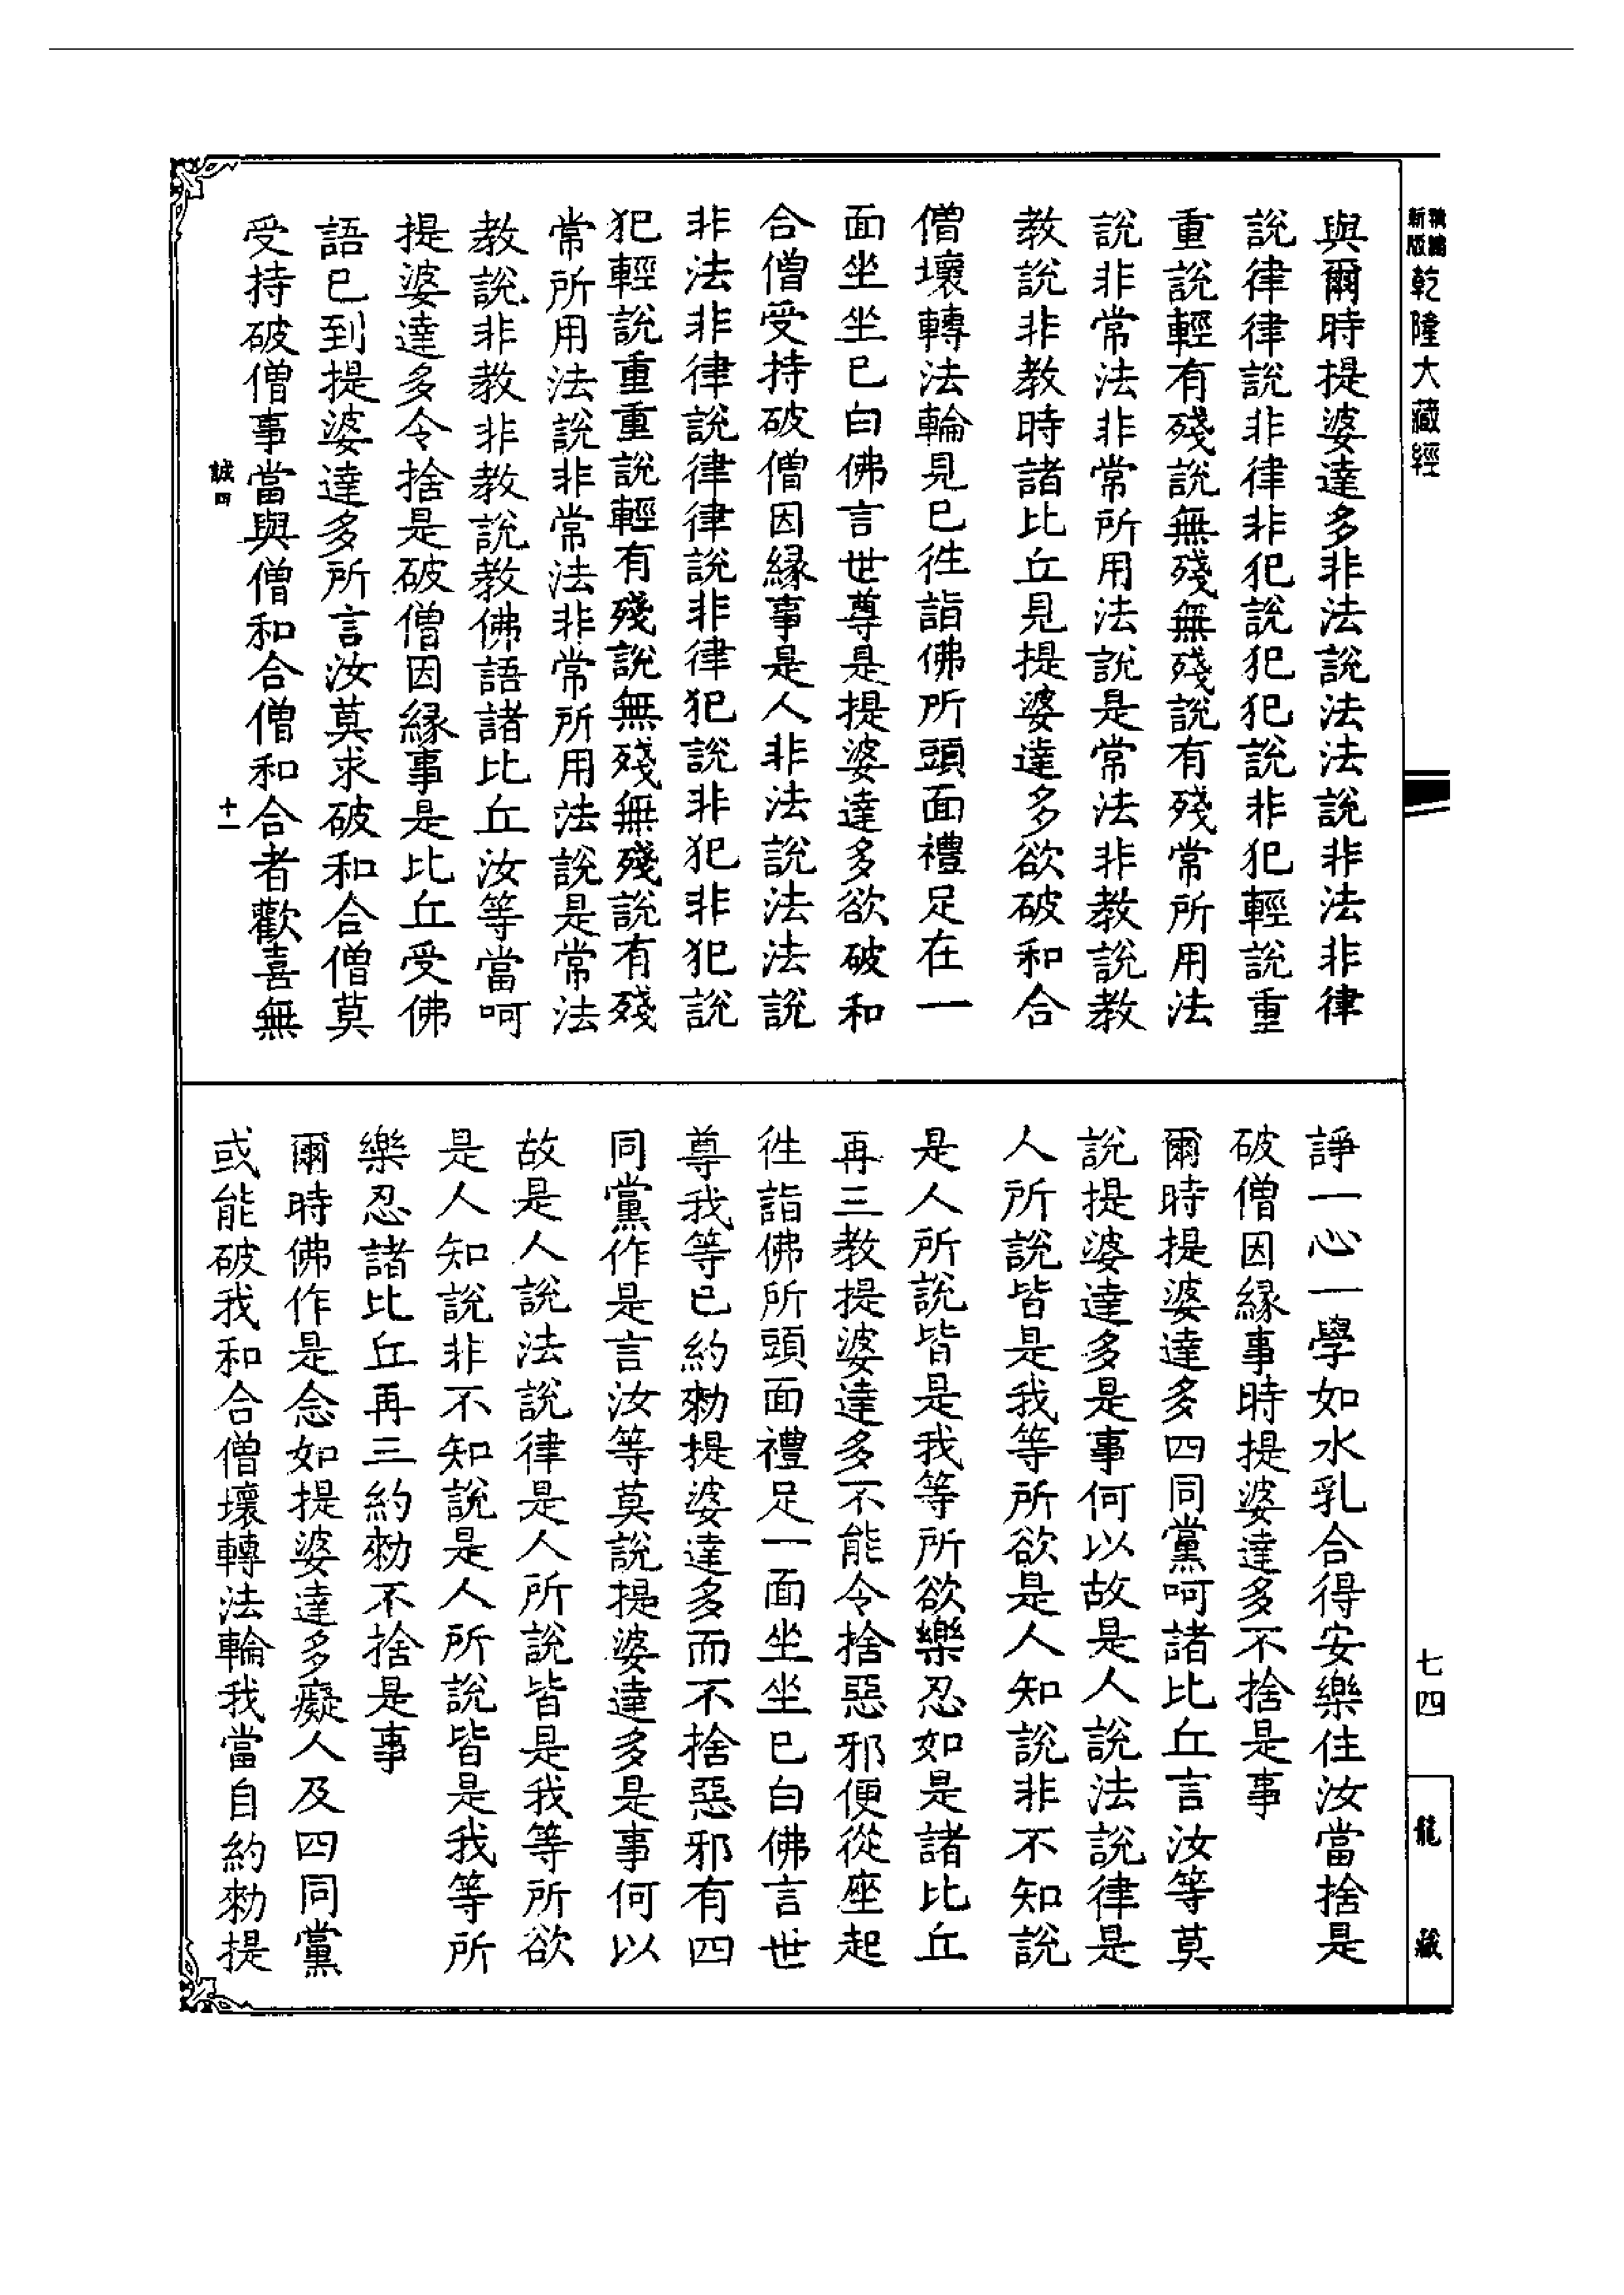 新版精編乾隆大藏經
與爾時提婆達多非法說法法說非法非律
說律律說非律非犯說犯犯說非犯輕說重
重說輕有殘說無殘無殘說有殘常所用法
說非常法非常所用法說是常法非教說教
教說非教時諸比丘見提婆達多欲破和合
僧壞轉法輪見已徃詣佛所頭面禮足在一
面坐坐已白佛言世尊是提婆達多欲破和
合僧受持破僧因緣事是人非法說法法說
非法非律說律律說非律犯說非犯非犯說
犯輕說重重說輕有殘說無殘無殘說有殘
常所用法說非常法非常所用法說是常法
教說非教非教說教佛語諸比丘汝等當呵
提婆達多令捨是破僧因緣事是比丘受佛
語已到提婆達多所言汝莫求破和合僧莫
受持破僧事當與僧和合僧和合者歡喜無
誠四
十一
諍一心一學如水乳合得安樂住汝當捨是
破僧因緣事時提婆達多不捨是事
爾時提婆達多四同黨呵諸比丘言汝等莫
說提婆達多是事何以故是人說法說律是
人所說皆是我等所欲是人知說非不知說
是人所說皆是我等所欲樂忍如是諸比丘
再三教提婆達多不能令捨惡邪便從座起
徃詣佛所頭面禮足一面坐坐已白佛言世
尊我等已約勑提婆達多而不捨惡邪有四
同黨作是言汝等莫說提婆達多是事何以
故是人說法說律是人所說皆是我等所欲
是人知說非不知說是人所說皆是我等所
樂忍諸比丘再三約勑不捨是事
爾時佛作是念如提婆達多癡人及四同黨
或能破我和合僧壞轉法輪我當自約勑提
七四
龍藏